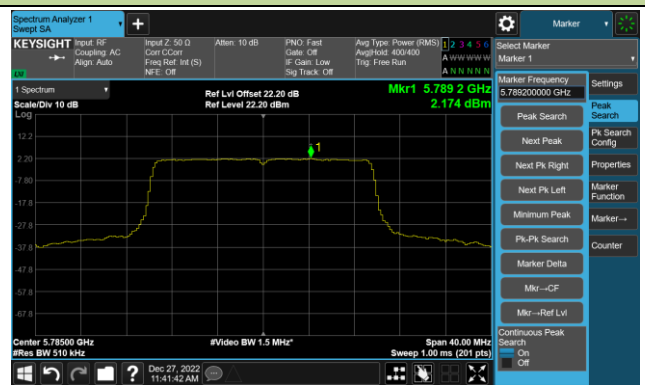 Spectrum Analyzer 1
Swept SA
+
Marker
KEYSIGHT
Input: RF
Coupling: AC
Align: Auto
Input Z: 50 Ω
Corr CCorr
Freq Ref: Int (S)
NFE: Off
Atten: 10 dB
PNO: Fast
Gate: Off
IF Gain: Low
Sig Track: Off
Avg Type: Power (RMS)
Avg|Hold: 400/400
Trig: Free Run
1 2 3 4 5 6
A W W W W W
A N N N N N
LXI
Select Marker
Marker 1
1 Spectrum
Scale/Div 10 dB
Log
Ref Lvl Offset 22.20 dB
Ref Level 22.20 dBm
Mkr1 5.789 2 GHz
2.174 dBm
12.2
2.20
-7.80
-17.8
-27.8
-37.8
-47.8
-57.8
-67.8
1
Center 5.78500 GHz
#Res BW 510 kHz
#Video BW 1.5 MHz*
Span 40.00 MHz
Sweep 1.00 ms (201 pts)
Marker Frequency
5.789200000 GHz
Peak Search
Next Peak
Next Pk Right
Next Pk Left
Minimum Peak
Pk-Pk Search
Marker Delta
Mkr→CF
Mkr→Ref Lvl
Continuous Peak
Search
On
Off
Settings
Peak
Search
Pk Search
Config
Properties
Marker
Function
Marker→
Counter
?
Dec 27, 2022
11:41:42 AM